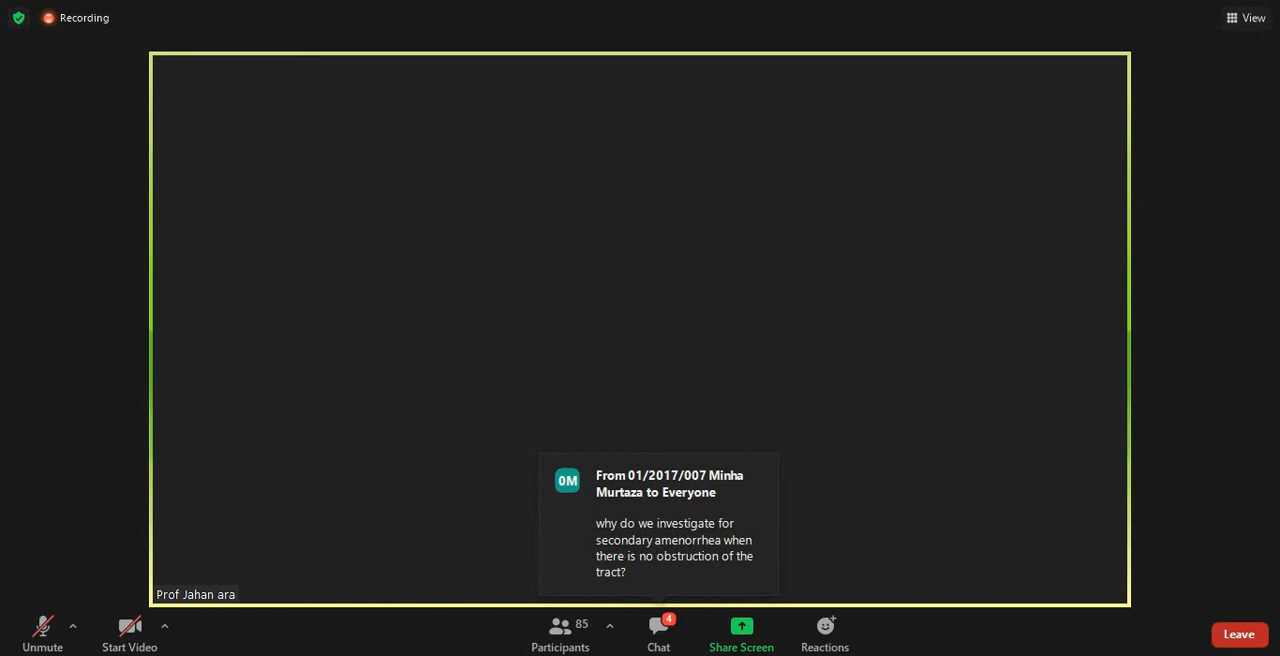 Recording
View
0M
From 01/2017/007 Minha
Murtaza to Everyone
why do we investigate for
secondary amenorrhea when
there is no obstruction of the
tract?
Prof Jahan ara
85
4
Unmute
Start Video
Participants
Chat
Share Screen
Reactions
Leave